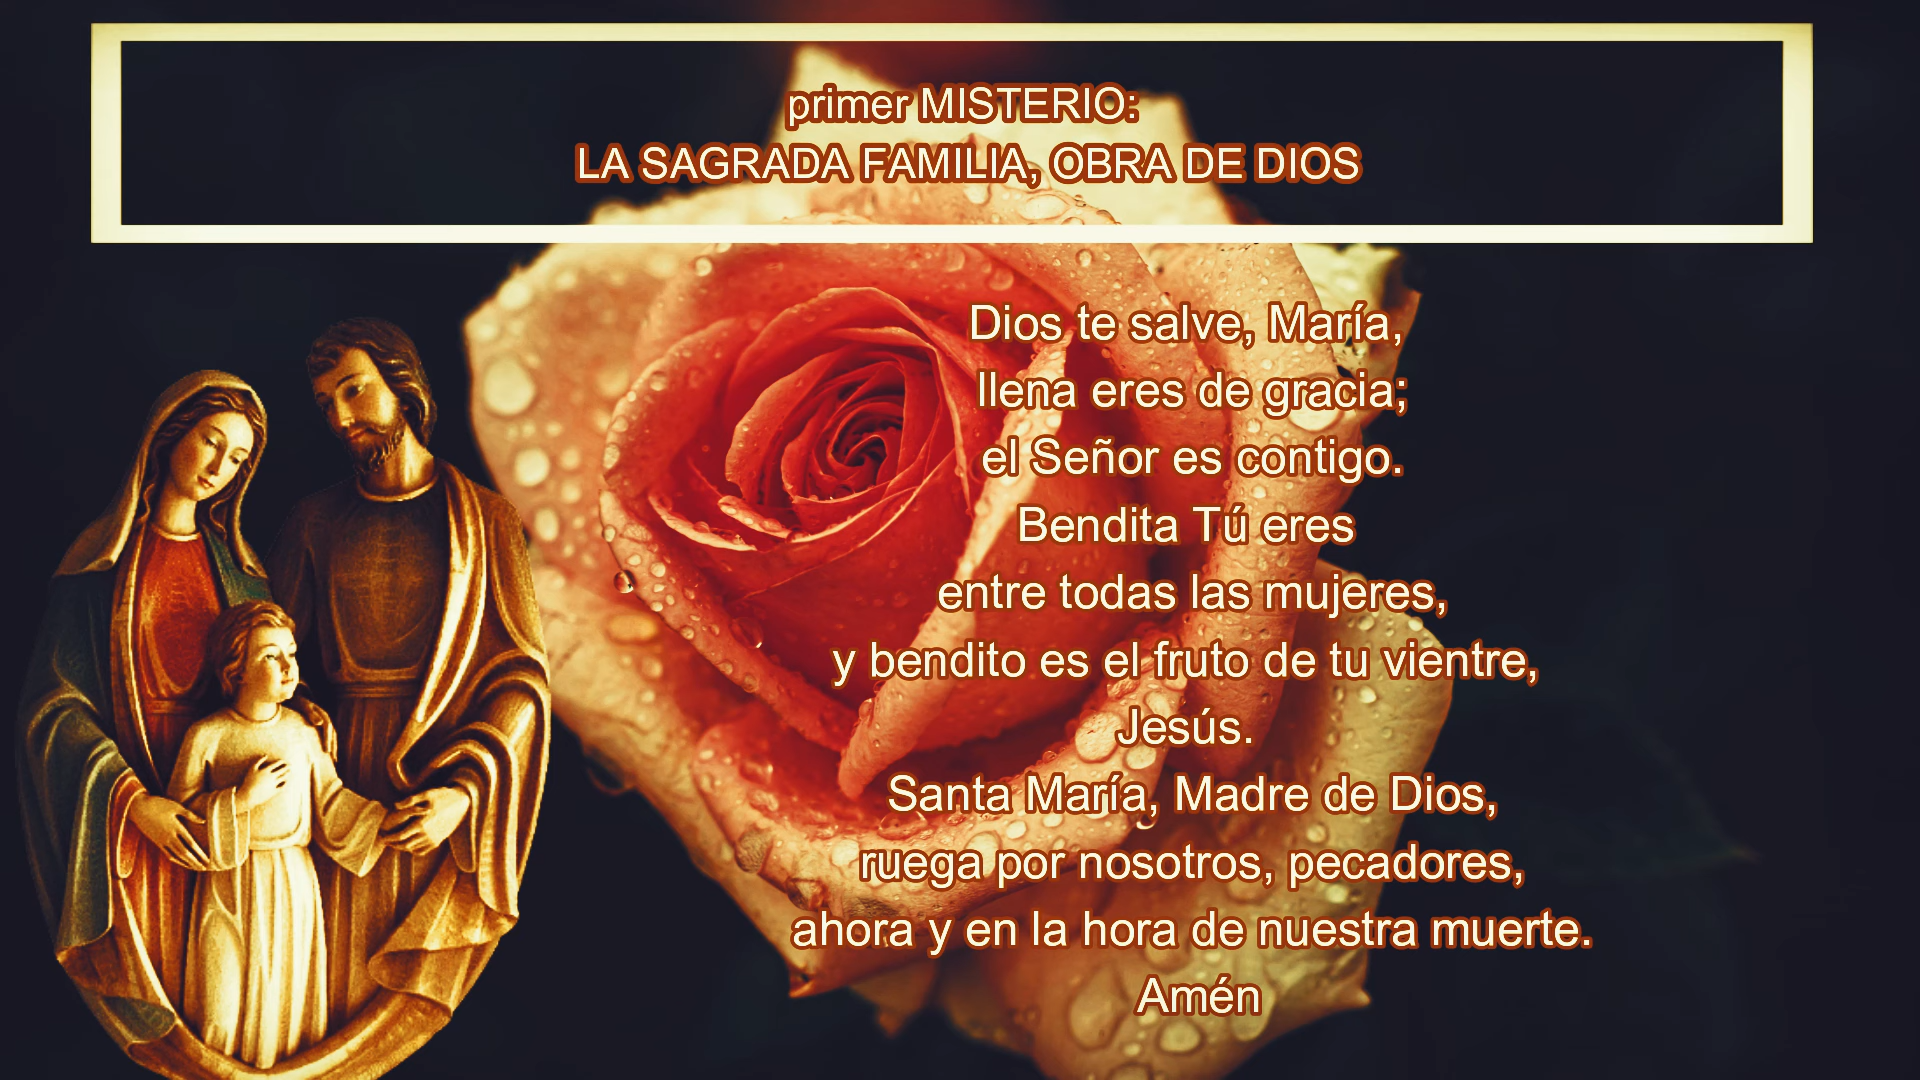 primer MISTERIO:
LA SAGRADA FAMILIA, OBRA DE DIOS
Dios te salve, María,
llena eres de gracia;
el Señor es contigo.
Bendita Tú eres
entre todas las mujeres,
y bendito es el fruto de tu vientre,
Jesús.
Santa María, Madre de Dios,
ruega por nosotros, pecadores,
ahora y en la hora de nuestra muerte.
Amén